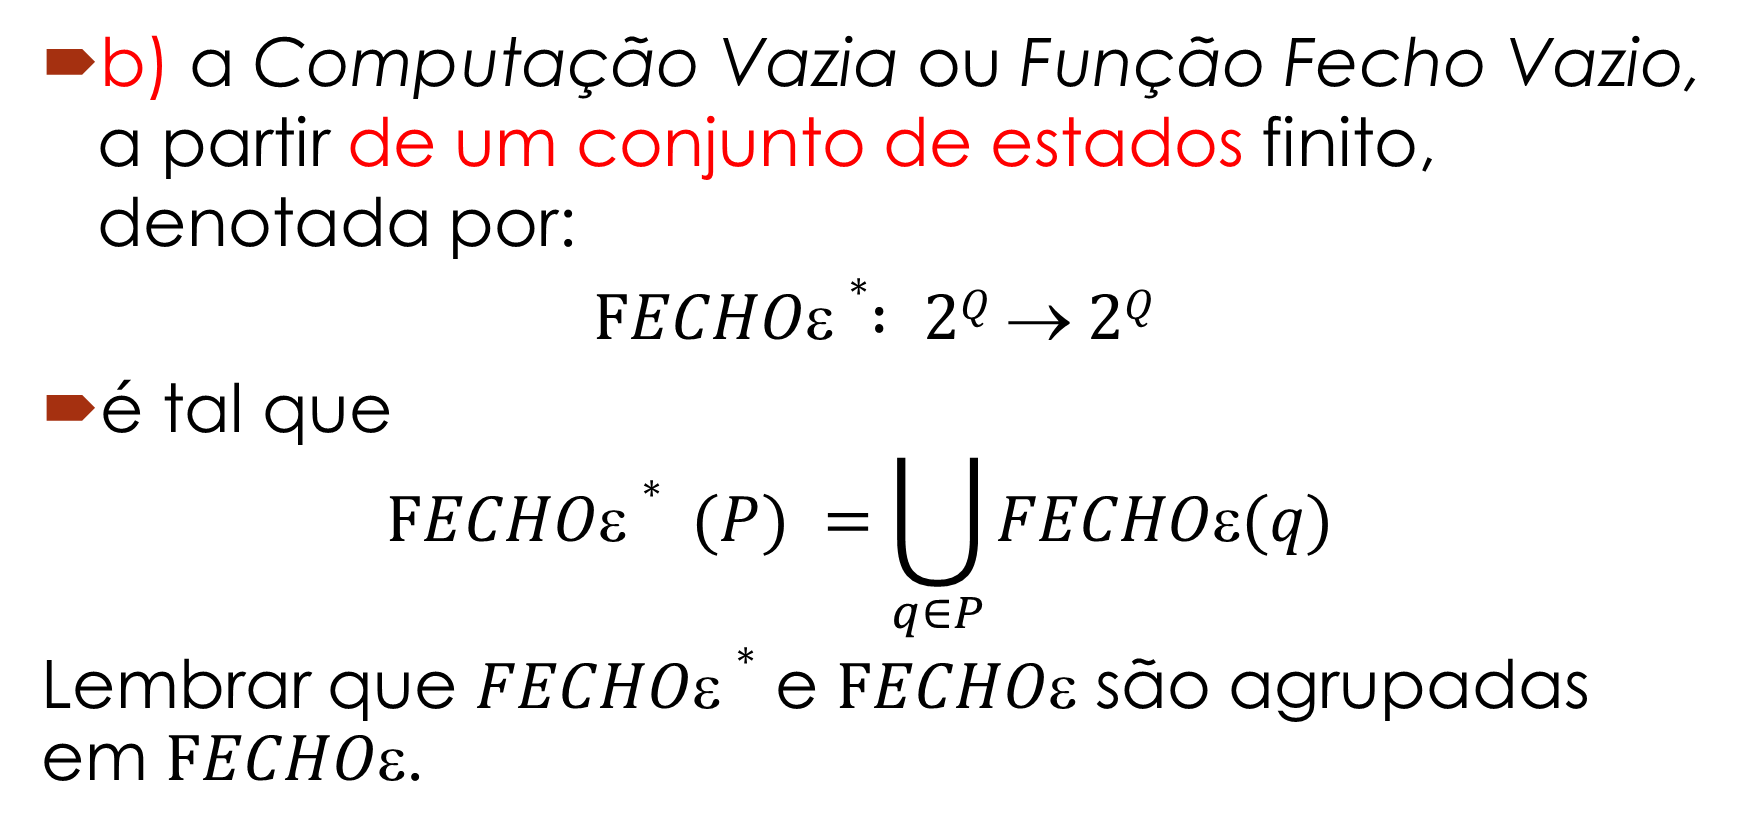 b) a Computação Vazia ou Função Fecho Vazio,
a partir de um conjunto de estados finito,
denotada por:
FECHOε*: 2^Q → 2^Q
é tal que
FECHOε* (P) = ⋃ FECHOε(q)
q∈P
Lembrar que FECHOε* e FECHOε são agrupadas
em FECHOε.